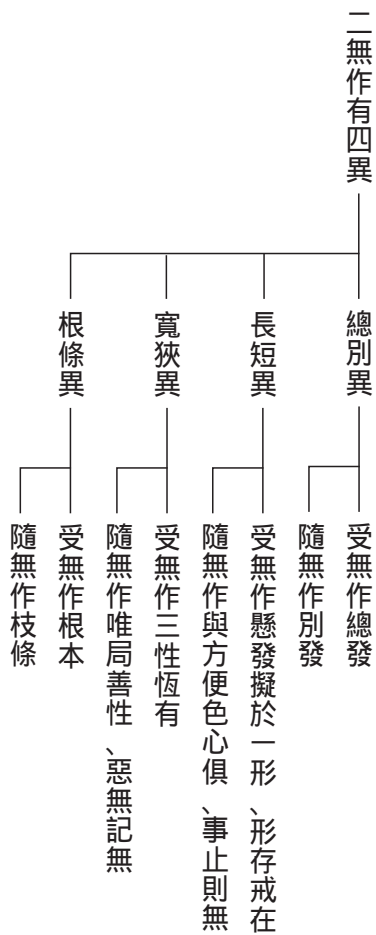 二無作有四異
總別異
受無作總發
隨無作別發
長短異
受無作懸發擬於一形、形存戒在
隨無作與方便色心俱、事止則無
寬狹異
受無作三性恆有
隨無作唯局善性、惡無記無
根條異
受無作根本
隨無作枝條